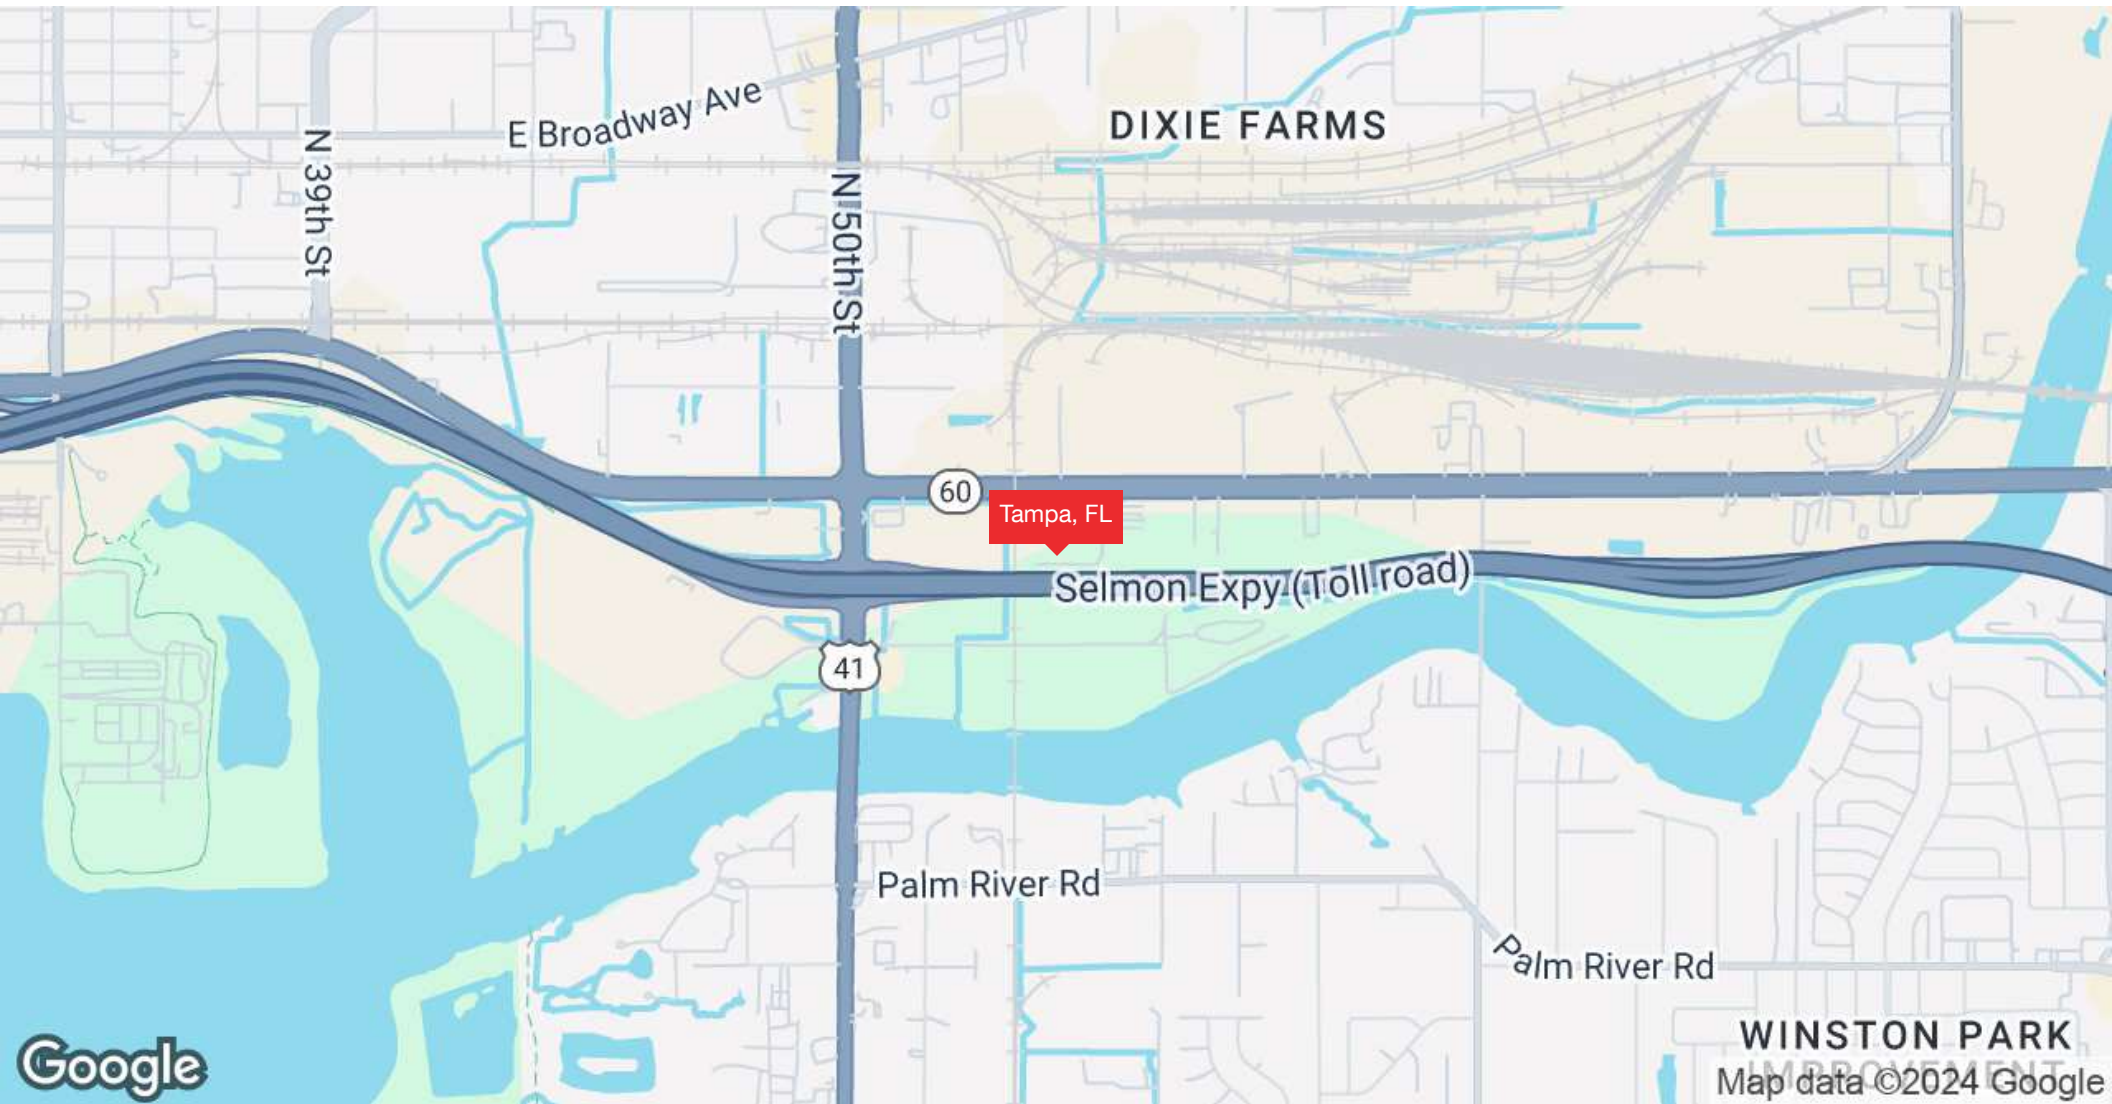 E Broadway Ave
DIXIE FARMS
N 39th St
N 50th St
60
Tampa, FL
Selmon Expy (Toll road)
41
Palm River Rd
Palm River Rd
WINSTON PARK
IMPROVEMENT
Google
Map data ©2024 Google